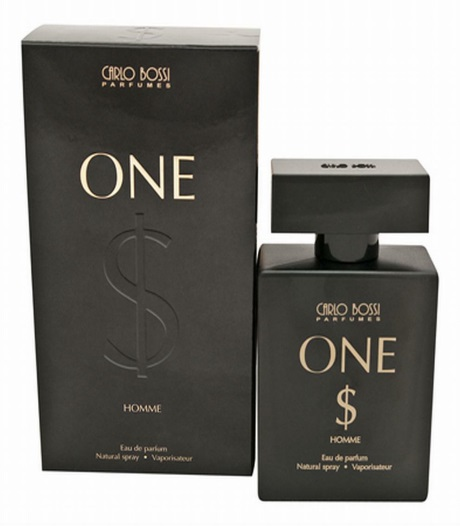 CARLO BOSSI
PARFUMES
ONE
$
HOMME
Eau de parfum
Natural spray • Vaporisateur
CARLO BOSSI
PARFUMES
ONE
$
HOMME
Eau de parfum
Natural spray • Vaporisateur